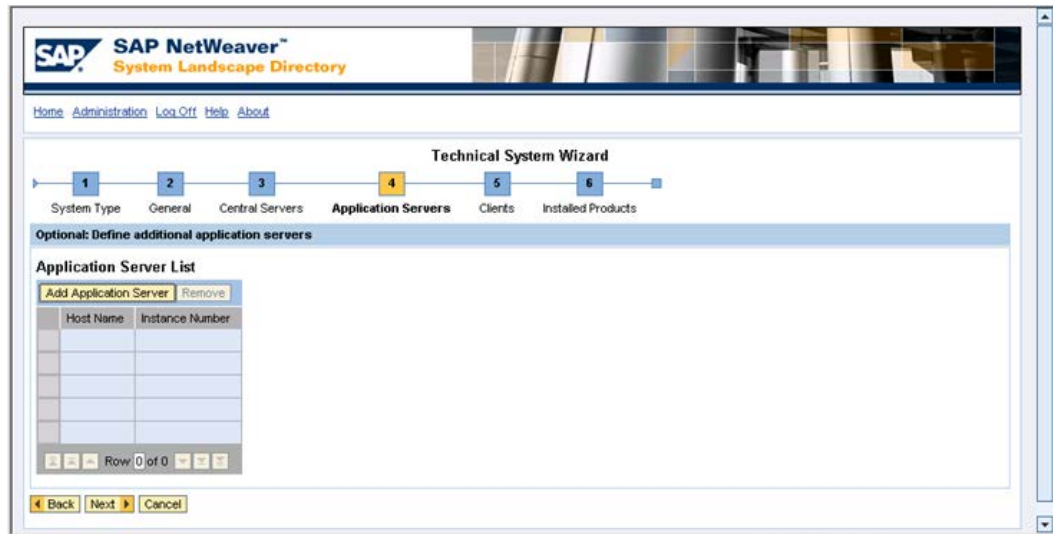 SAP
SAP NetWeaver™
System Landscape Directory
Home Administration Log Off Help About
Technical System Wizard
1 2 3 4 5 6
System Type General Central Servers Application Servers Clients Installed Products
Optional: Define additional application servers
Application Server List
Add Application Server Remove
Host Name Instance Number
Row 0 of 0
Back Next Cancel